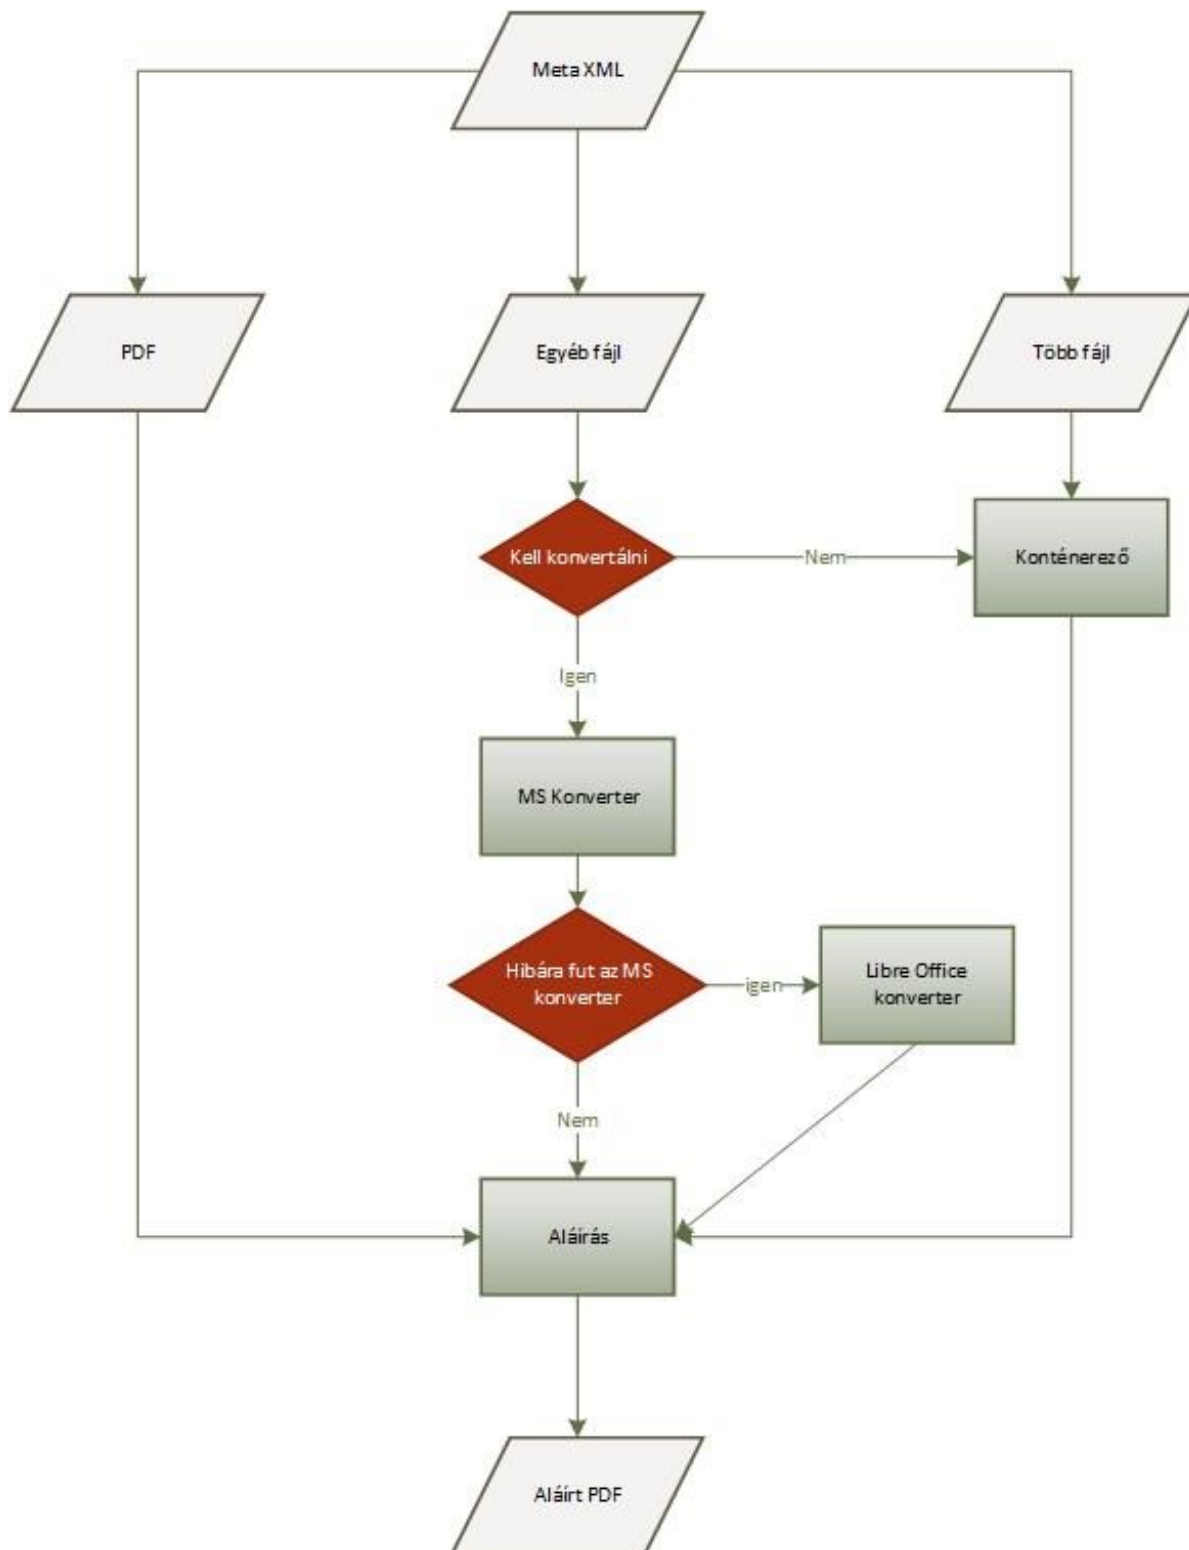 Meta XML
PDF
Egyéb fájl
Több fájl
Kell konvertálni
Nem
Konténerező
Igen
MS Konverter
Hibára fut az MS
konverter
igen
Libre Office
konverter
Nem
Aláírás
Aláírt PDF